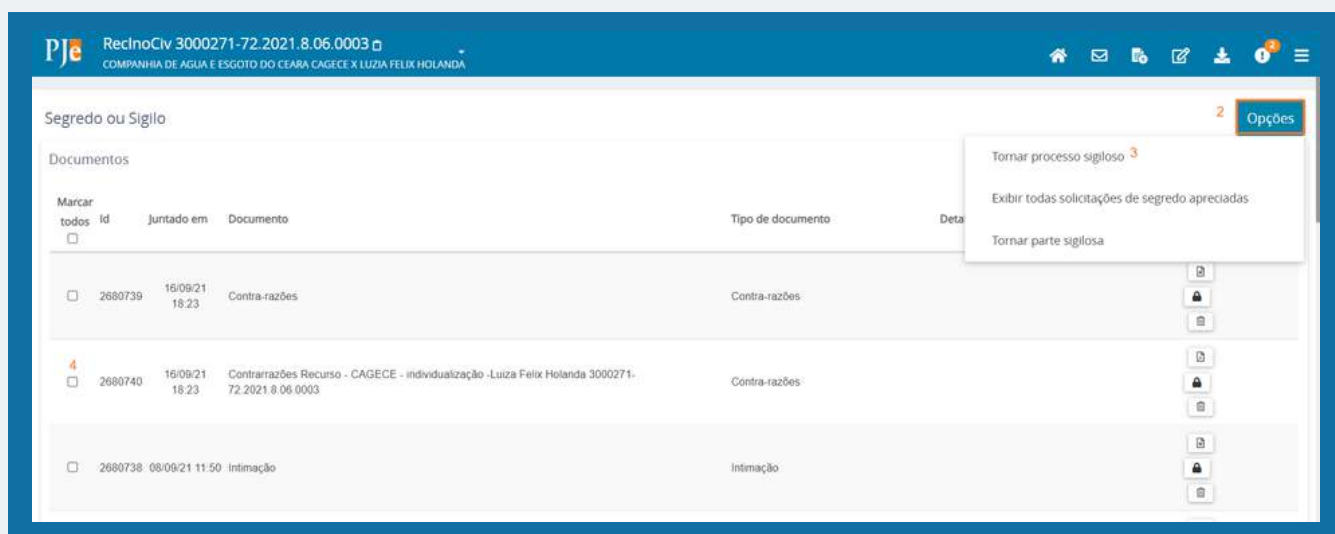 PJe RecInoCiv 3000271-72.2021.8.06.0003
COMPANHIA DE AGUA E ESGOTO DO CEARA CAGECE X LUZIA FELIX HOLANDA
2
Segredo ou Sigilo
2 Opções
Documentos
Tornar processo sigiloso 3
Exibir todas solicitações de segredo apreciadas
Tornar parte sigilosa
Marcar todos Id Juntado em Documento Tipo de documento Deta
2680739 16/09/21 18:23 Contra-razões Contra-razões
4
2680740 16/09/21 18:23 Contrarrazões Recurso - CAGECE - individualização -Luiza Felix Holanda 3000271-
72.2021.8.06.0003 Contra-razões
2680738 08/09/21 11:50 Intimação Intimação